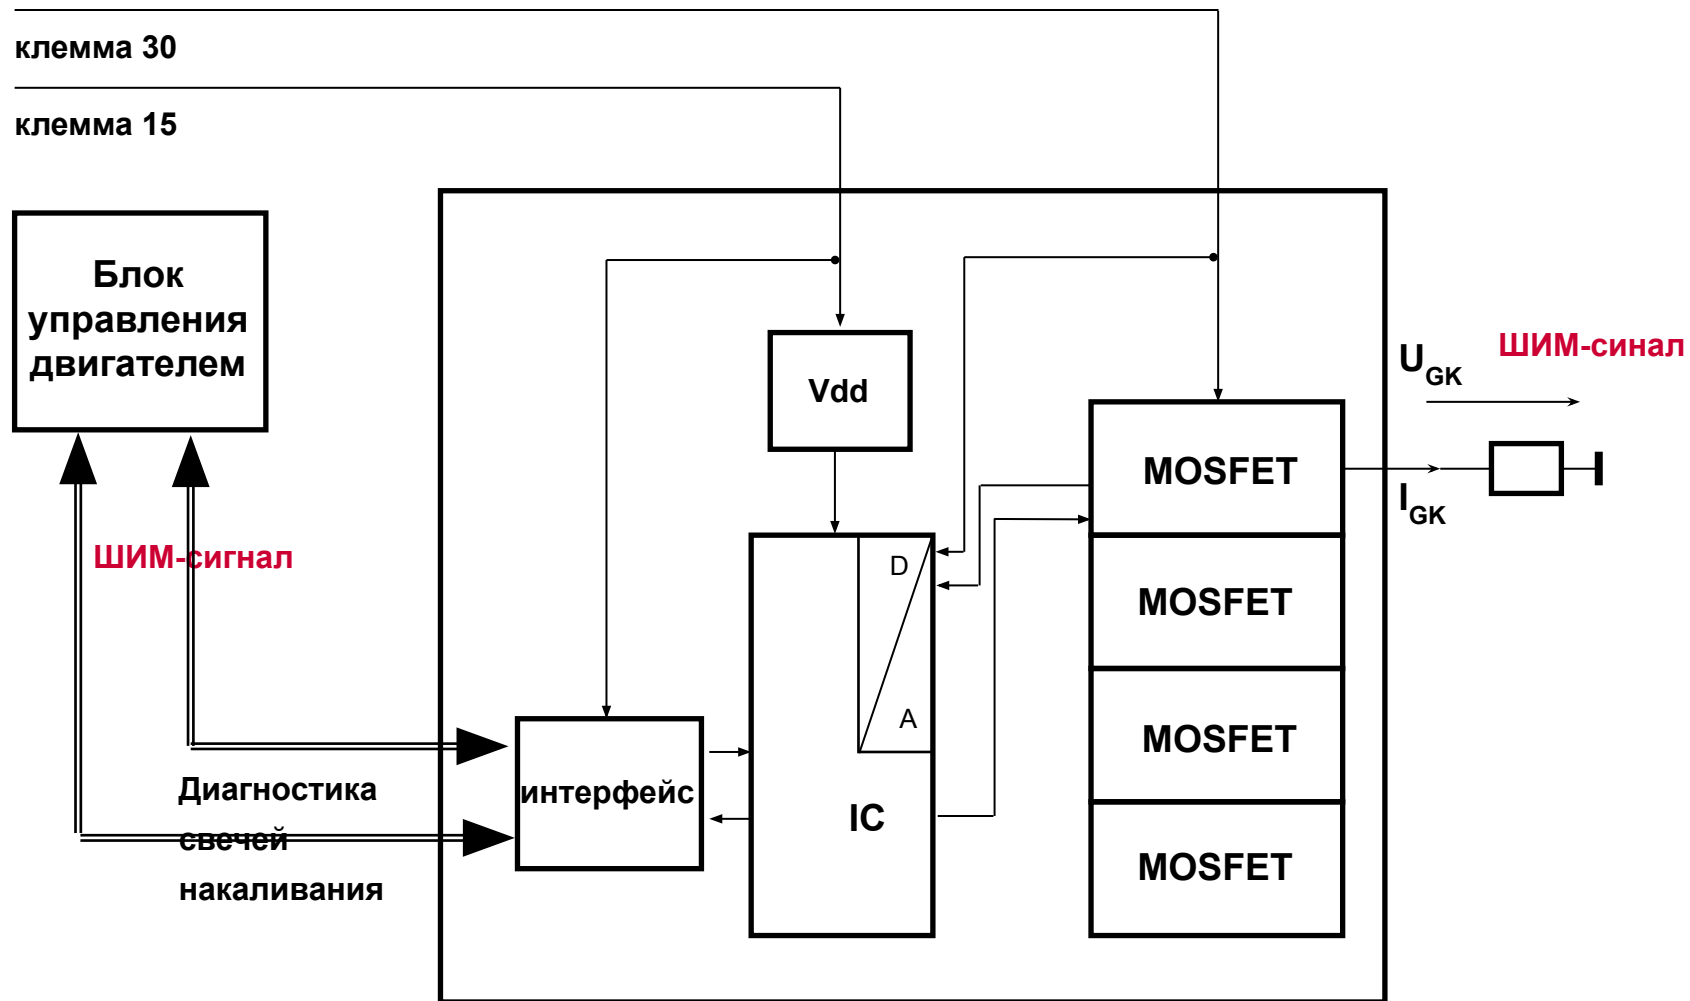 клемма 30
клемма 15
Блок
управления
двигателем
Vdd
U GK
ШИМ-синал
MOSFET
I GK
ШИМ-сигнал
D
MOSFET
A
MOSFET
Диагностика
свечей
накаливания
интерфейс
IC
MOSFET